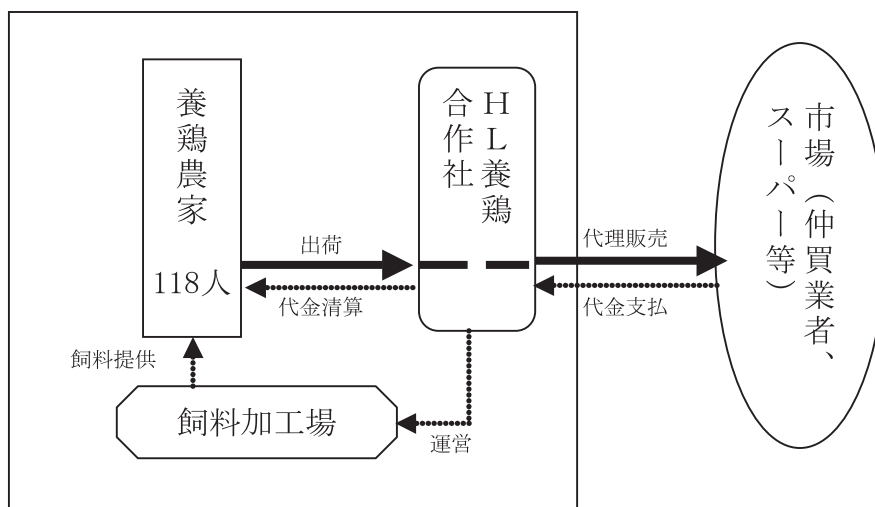 養鶏農家
118人
HL養鶏
合作社
市場（仲買業者、
スーパー等）
出荷
代金清算
代理販売
代金支払
飼料提供
飼料加工場
運営